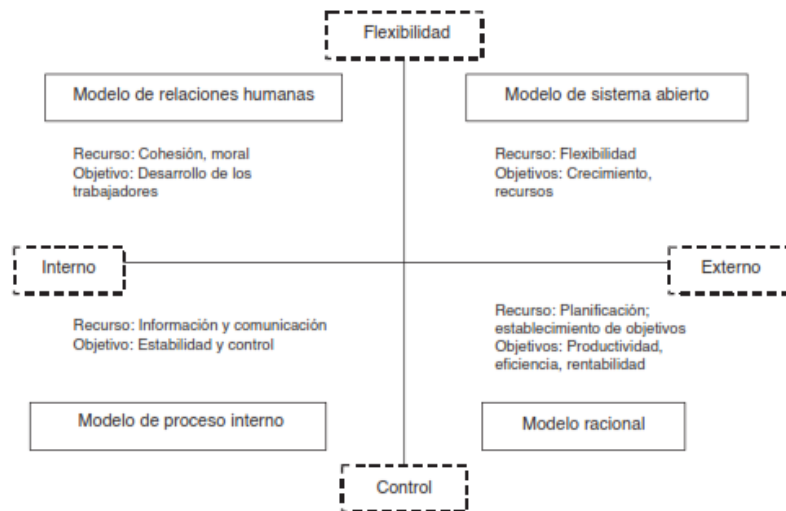 Flexibilidad
Modelo de relaciones humanas
Modelo de sistema abierto
Recurso: Cohesión, moral
Objetivo: Desarrollo de los
trabajadores
Recurso: Flexibilidad
Objetivos: Crecimiento,
recursos
Interno
Externo
Recurso: Información y comunicación
Objetivo: Estabilidad y control
Recurso: Planificación;
establecimiento de objetivos
Objetivos: Productividad,
eficiencia, rentabilidad
Modelo de proceso interno
Modelo racional
Control